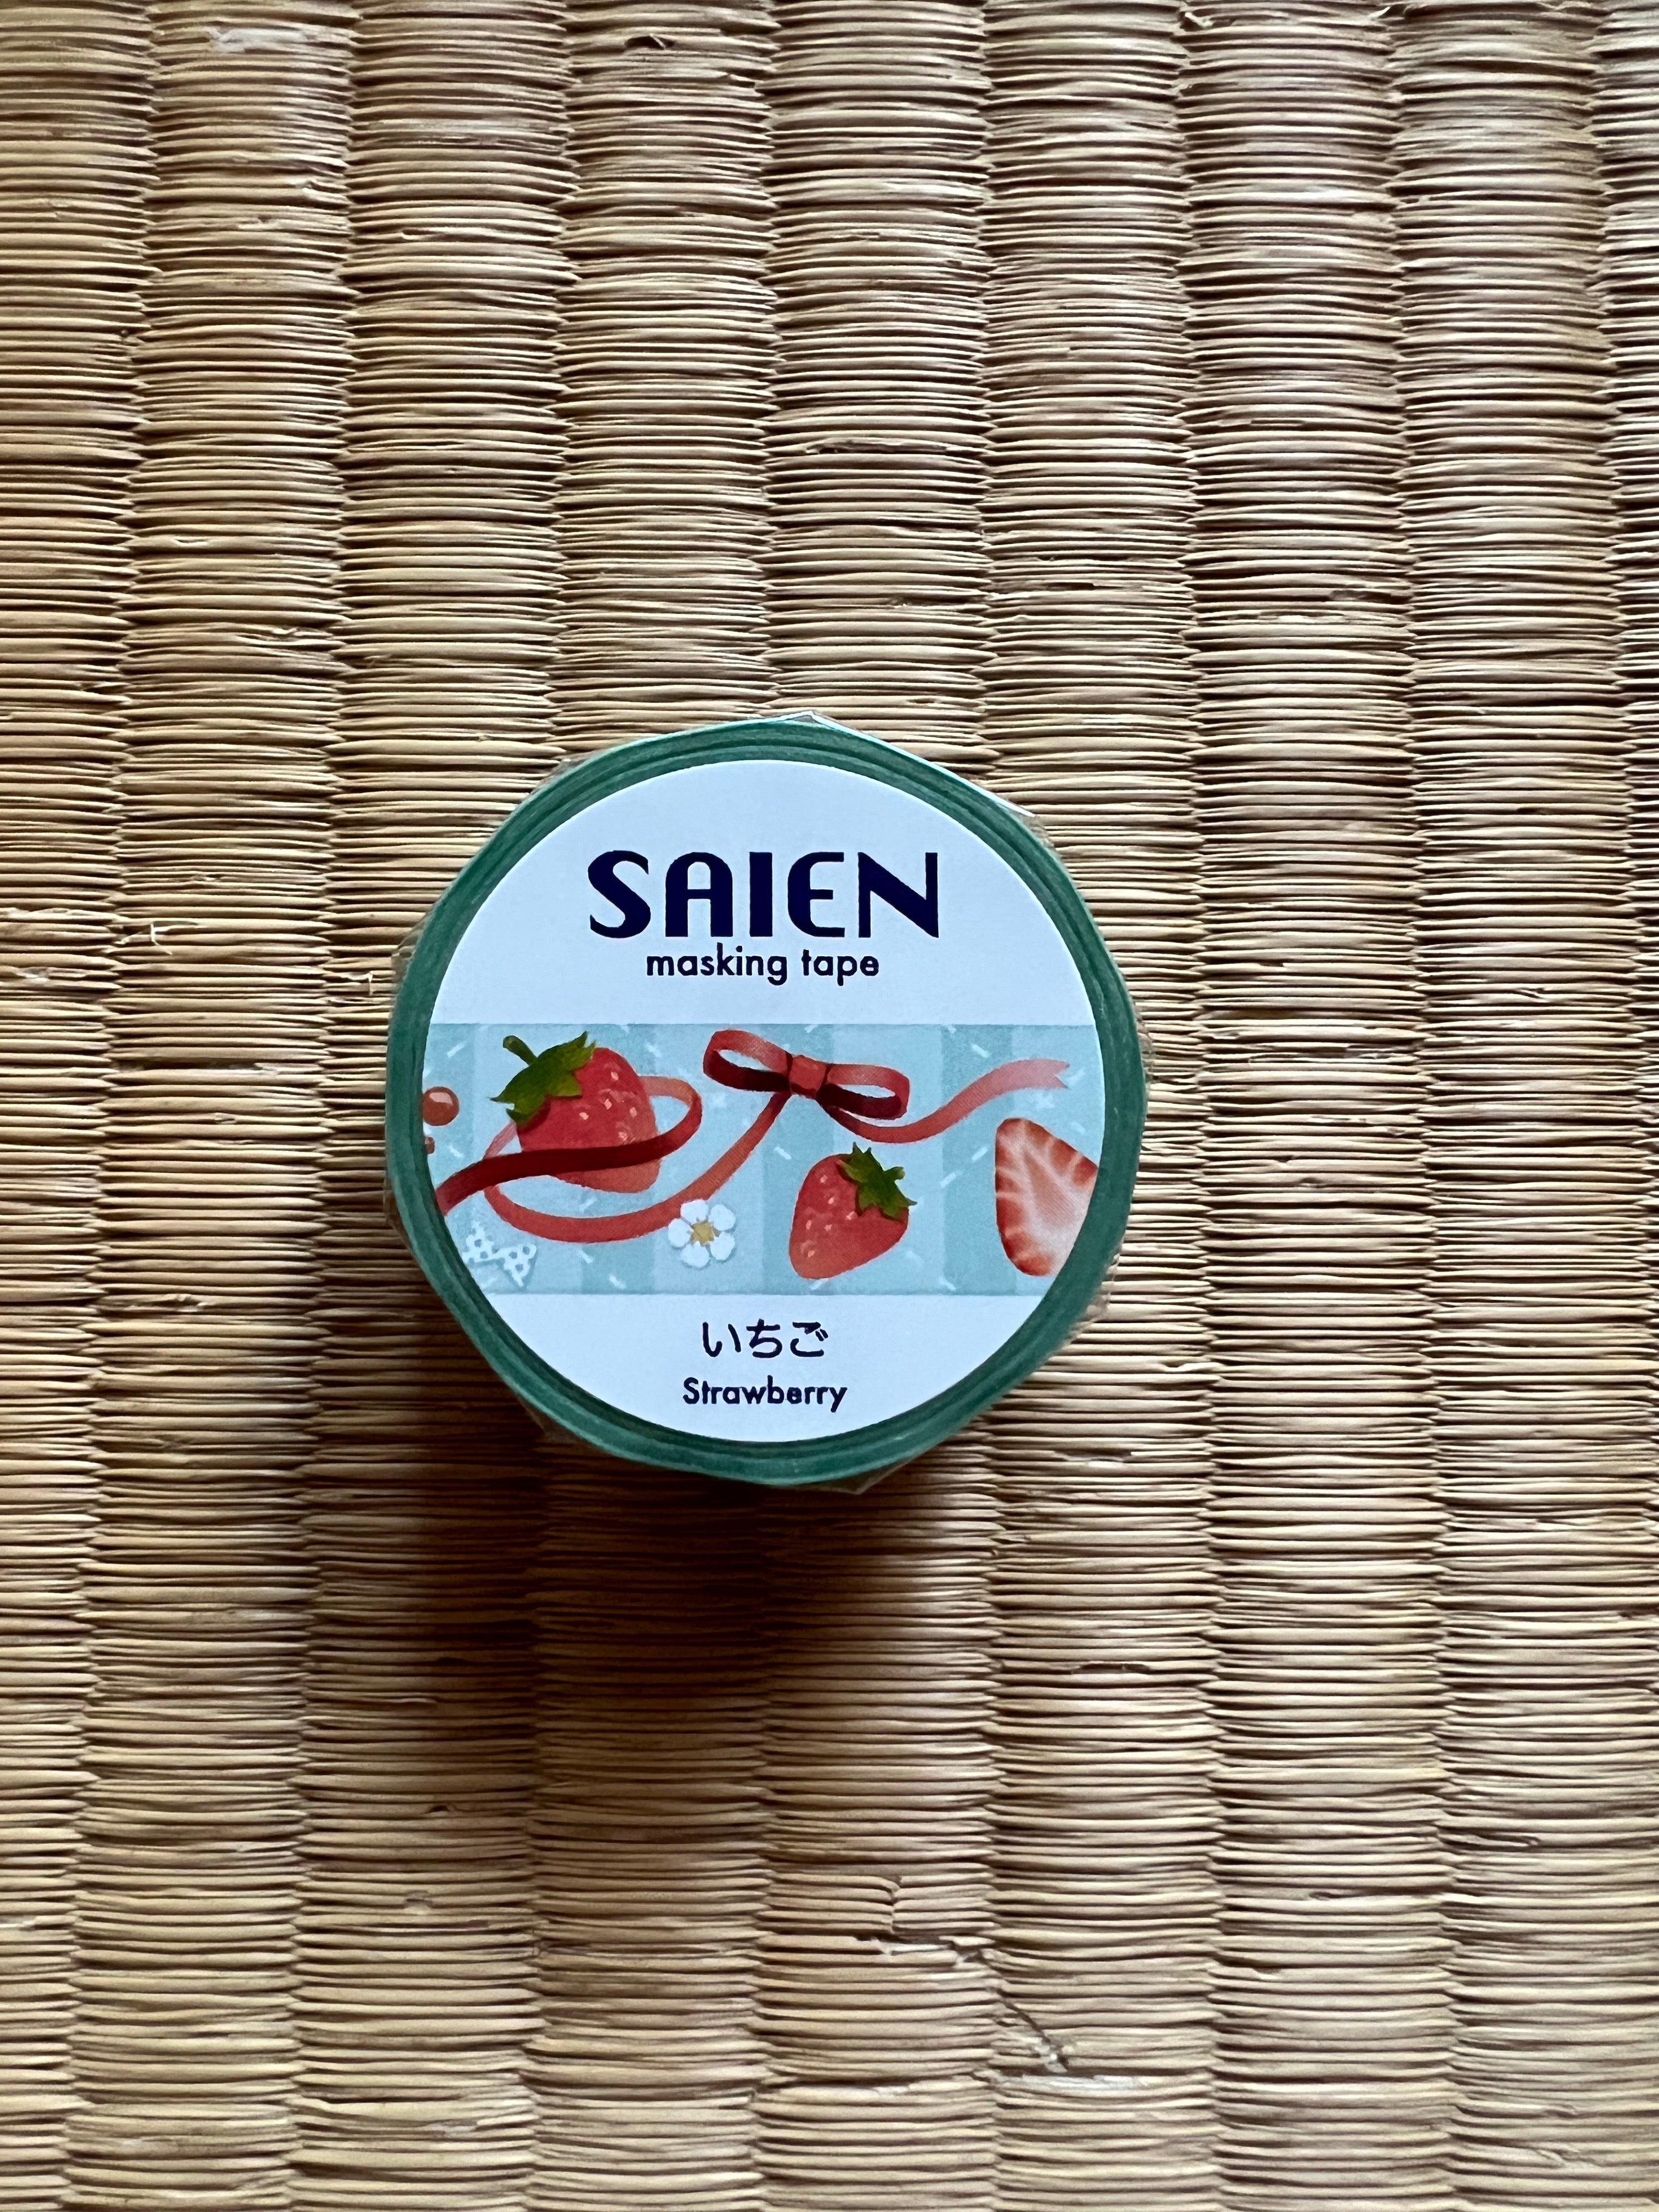 SAIEN
masking tape
いちご
Strawberry